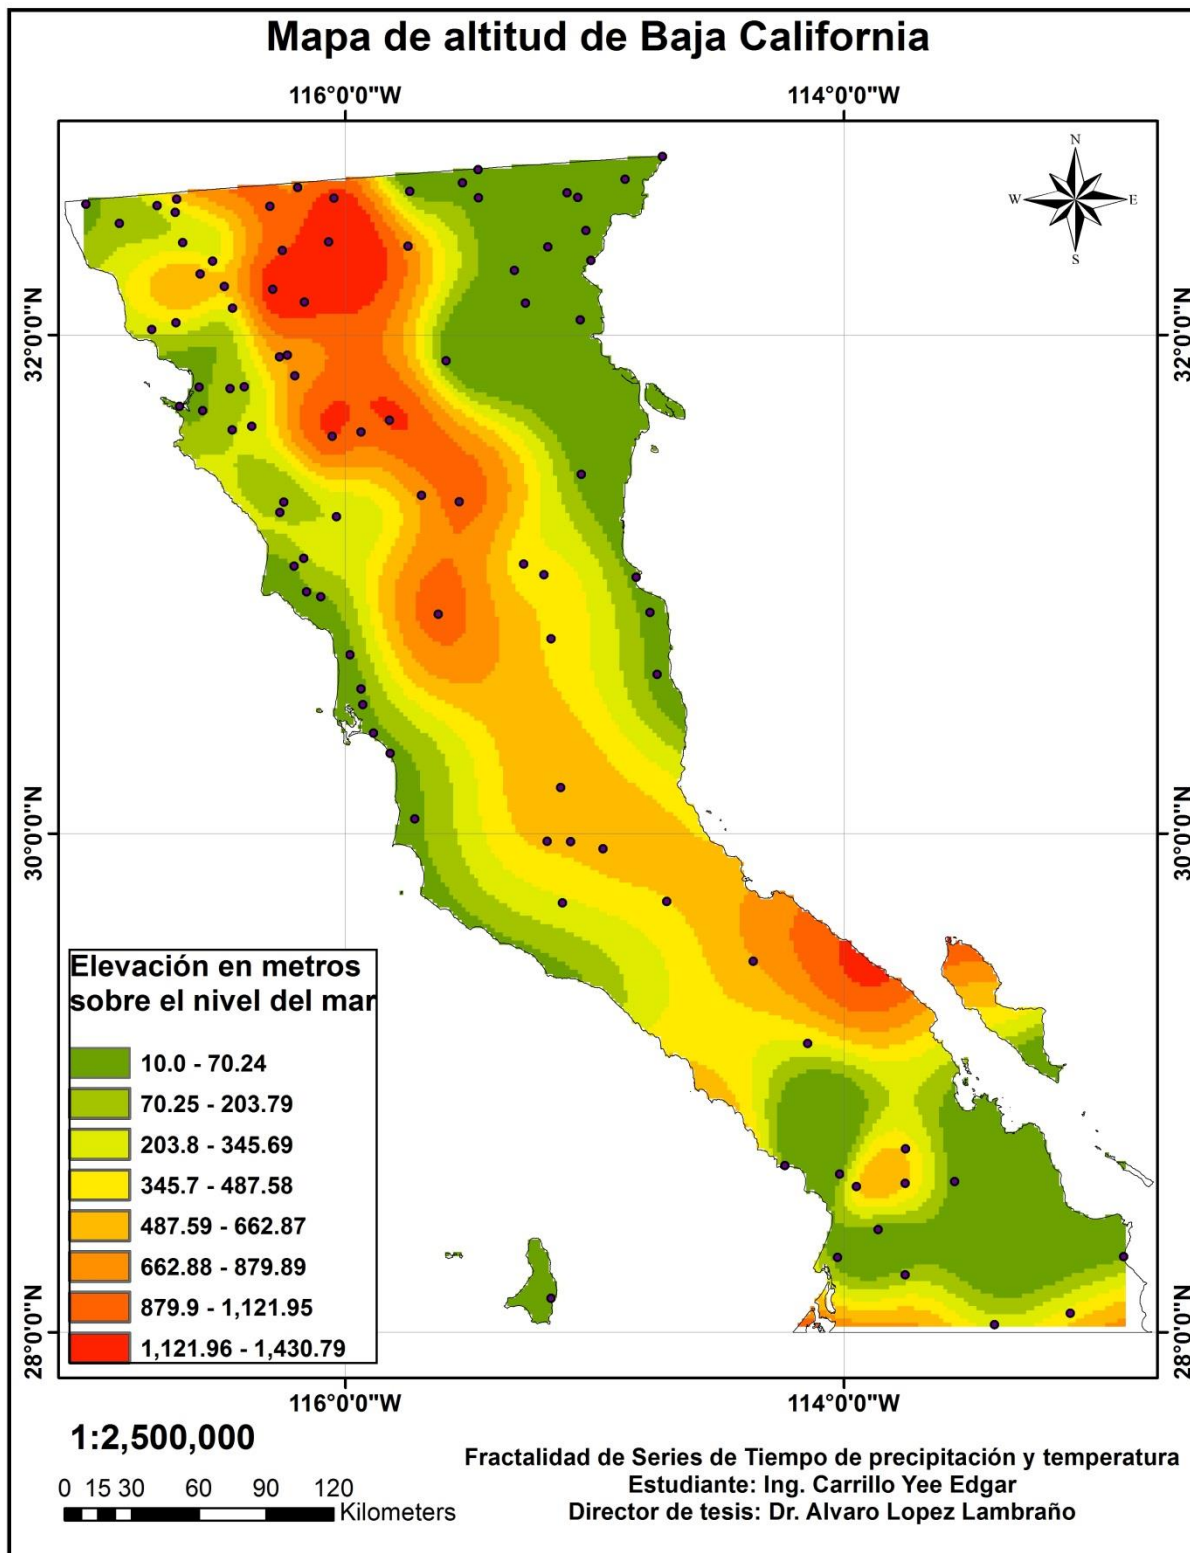 Mapa de altitud de Baja California
116°0'0"W
114°0'0"W
N
W
E
S
32°0'0"N
32°0'0"N
30°0'0"N
30°0'0"N
28°0'0"N
28°0'0"N
Elevación en metros
sobre el nivel del mar
10.0 - 70.24
70.25 - 203.79
203.8 - 345.69
345.7 - 487.58
487.59 - 662.87
662.88 - 879.89
879.9 - 1,121.95
1,121.96 - 1,430.79
116°0'0"W
114°0'0"W
1:2,500,000
0 15 30 60 90 120
Kilometers
Fractalidad de Series de Tiempo de precipitación y temperatura
Estudiante: Ing. Carrillo Yee Edgar
Director de tesis: Dr. Alvaro Lopez Lambraño